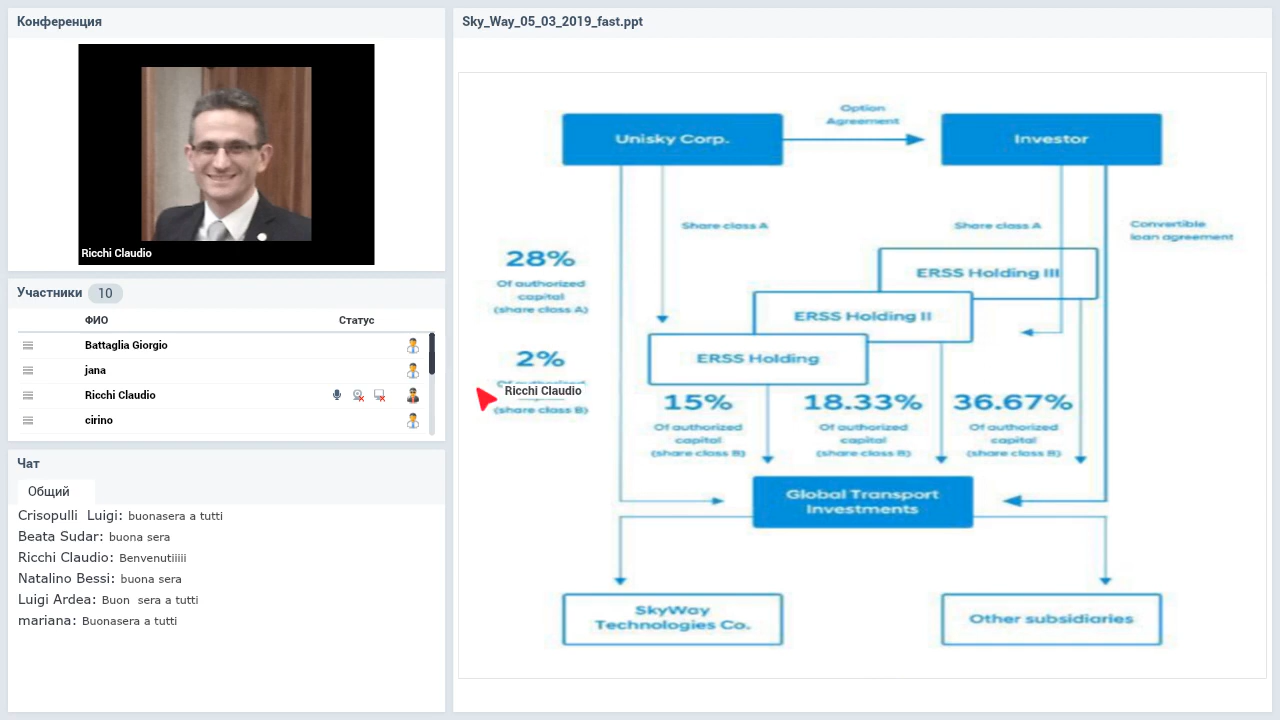 Конференция
Ricchi Claudio
Участники 10
ФИО Статус
Battaglia Giorgio
jana
Ricchi Claudio
cirino
Чат
Общий
Crisopulli Luigi: buonasera a tutti
Beata Sudar: buona sera
Ricchi Claudio: Benvenutiiiii
Natalino Bessi: buona sera
Luigi Ardea: Buon sera a tutti
mariana: Buonasera a tutti
Sky_Way_05_03_2019_fast.ppt
Option
Agreement
Unisky Corp.
Investor
Share class A
Share class A
Convertible
loan agreement
28%
Of authorized
capital
(share class A)
ERSS Holding III
ERSS Holding II
ERSS Holding
2%
Of authorized
Ricchi Claudio
(share class B)
15%
Of authorized
capital
(share class B)
18.33%
Of authorized
capital
(share class B)
36.67%
Of authorized
capital
(share class B)
Global Transport
Investments
SkyWay
Technologies Co.
Other subsidiaries